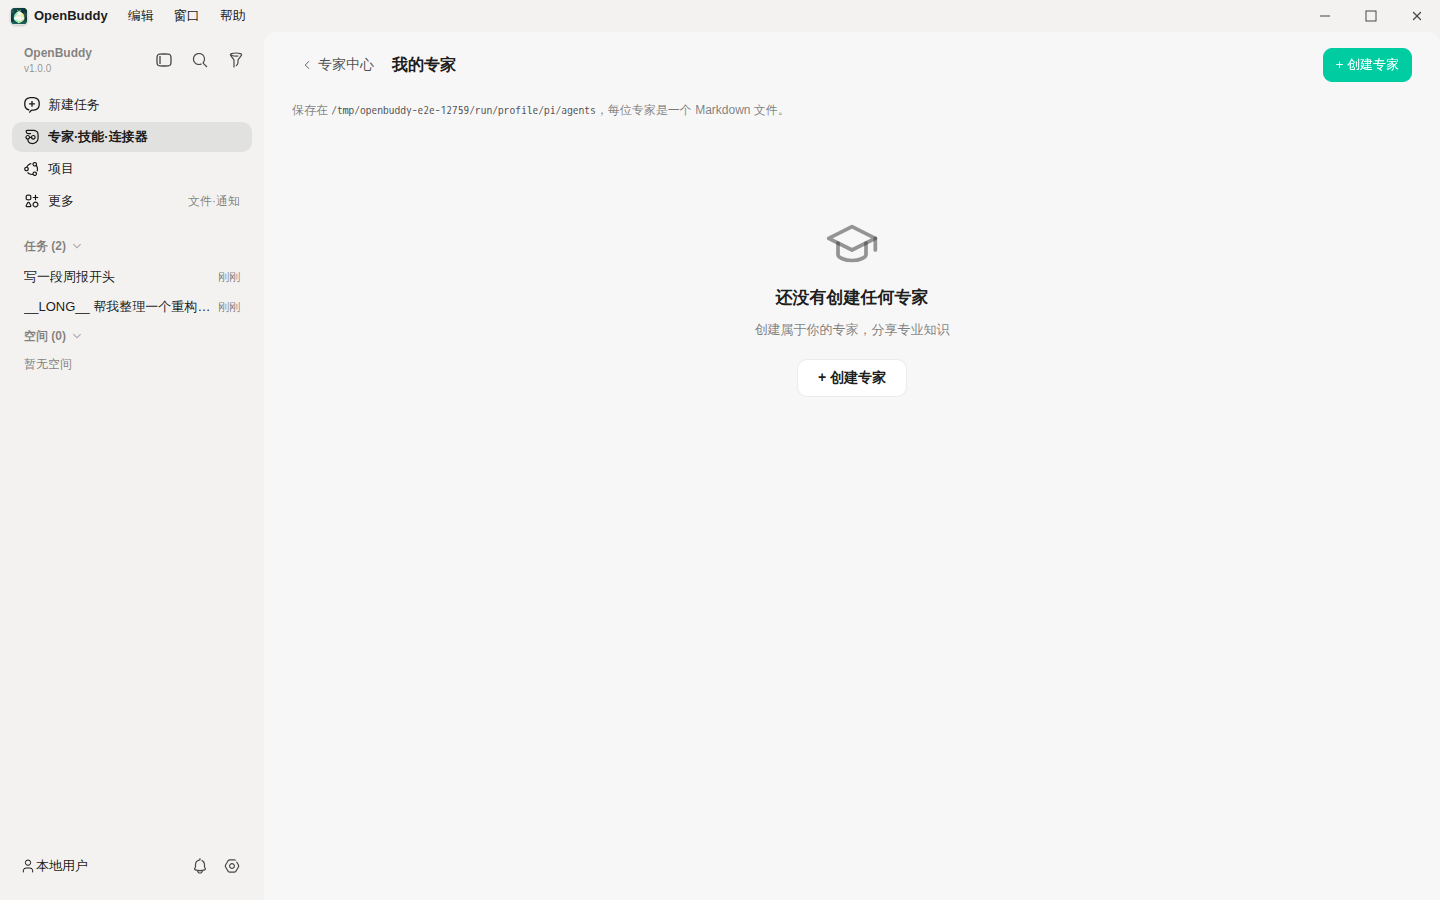 OpenBuddy 编辑 窗口 帮助
OpenBuddy
v1.0.0
新建任务
专家·技能·连接器
项目
更多 文件·通知
任务 (2)
写一段周报开头 刚刚
__LONG__ 帮我整理一个重构… 刚刚
空间 (0)
暂无空间
本地用户
专家中心 我的专家
+ 创建专家
保存在 /tmp/openbuddy-e2e-12759/run/profile/pi/agents，每位专家是一个 Markdown 文件。
还没有创建任何专家
创建属于你的专家，分享专业知识
+ 创建专家